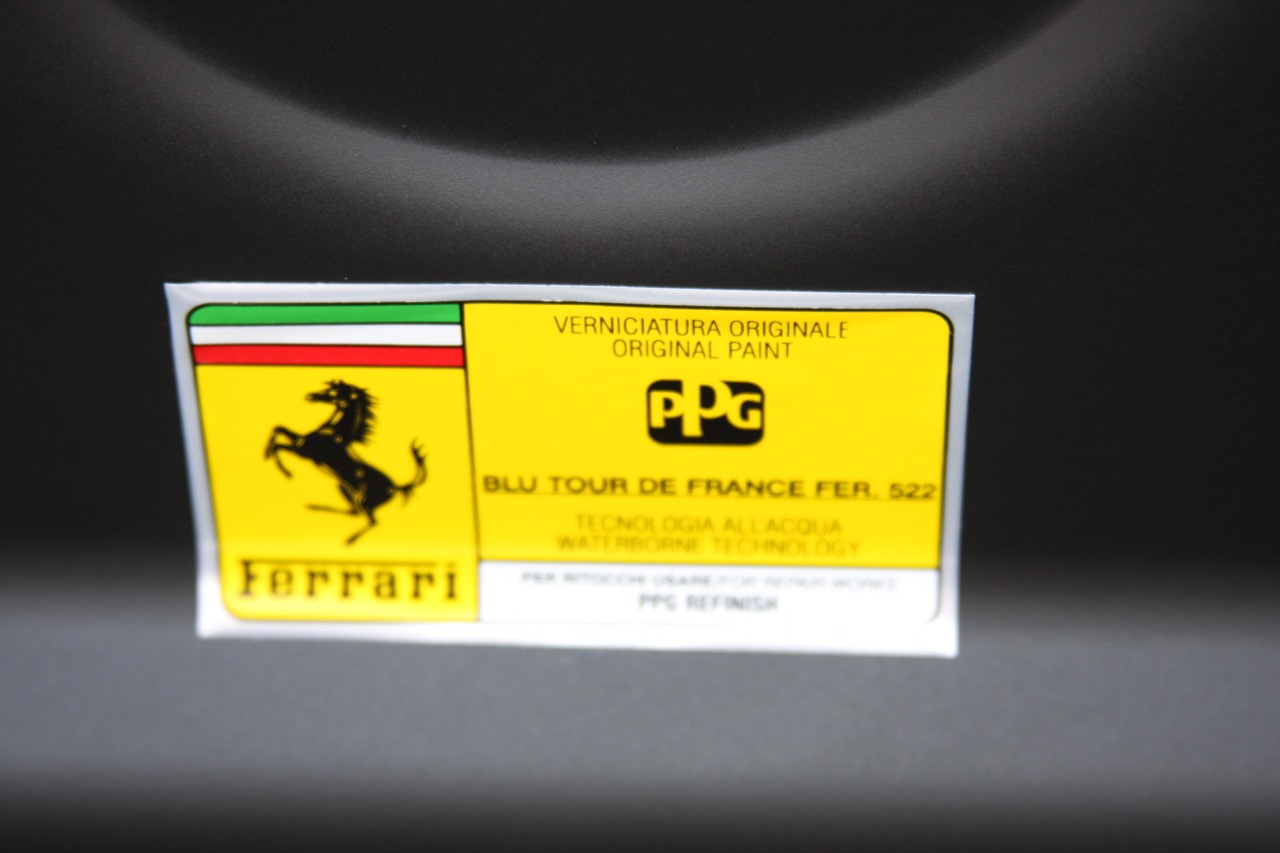 VERNICIATURA ORIGINALE
ORIGINAL PAINT
PPG
BLU TOUR DE FRANCE FER. 522
TECNOLOGIA ALL'ACQUA
WATERBORNE TECHNOLOGY
Ferrari
PER RITOCCHI USARE/FOR REPAIR WORKS
PPG REFINISH